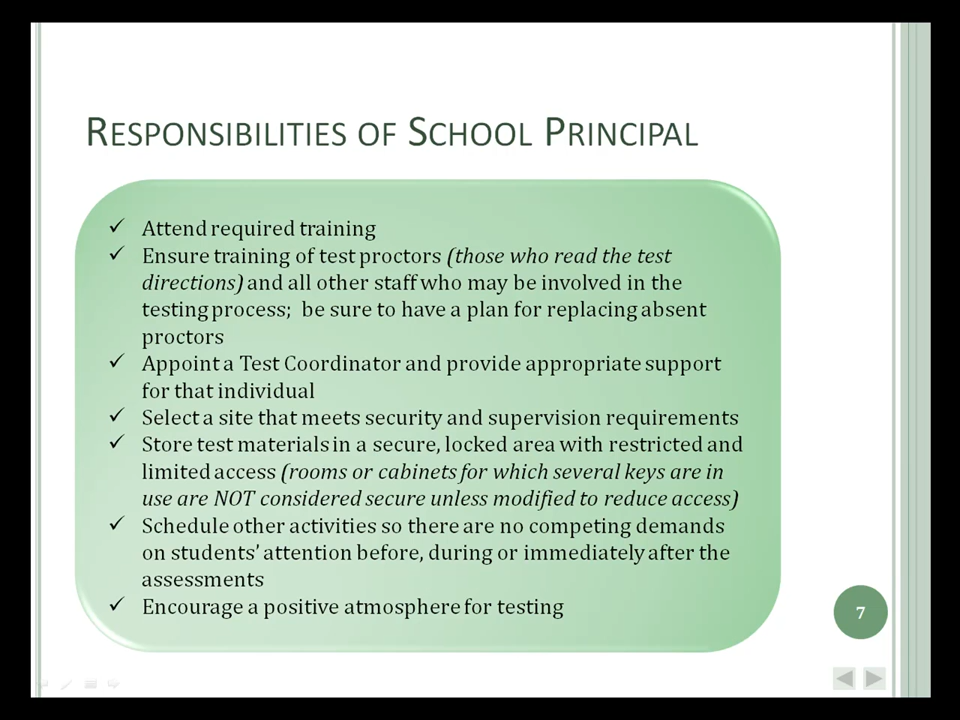 RESPONSIBILITIES OF SCHOOL PRINCIPAL
✓ Attend required training
✓ Ensure training of test proctors (those who read the test
directions) and all other staff who may be involved in the
testing process; be sure to have a plan for replacing absent
proctors
✓ Appoint a Test Coordinator and provide appropriate support
for that individual
✓ Select a site that meets security and supervision requirements
✓ Store test materials in a secure, locked area with restricted and
limited access (rooms or cabinets for which several keys are in
use are NOT considered secure unless modified to reduce access)
✓ Schedule other activities so there are no competing demands
on students’ attention before, during or immediately after the
assessments
✓ Encourage a positive atmosphere for testing
7